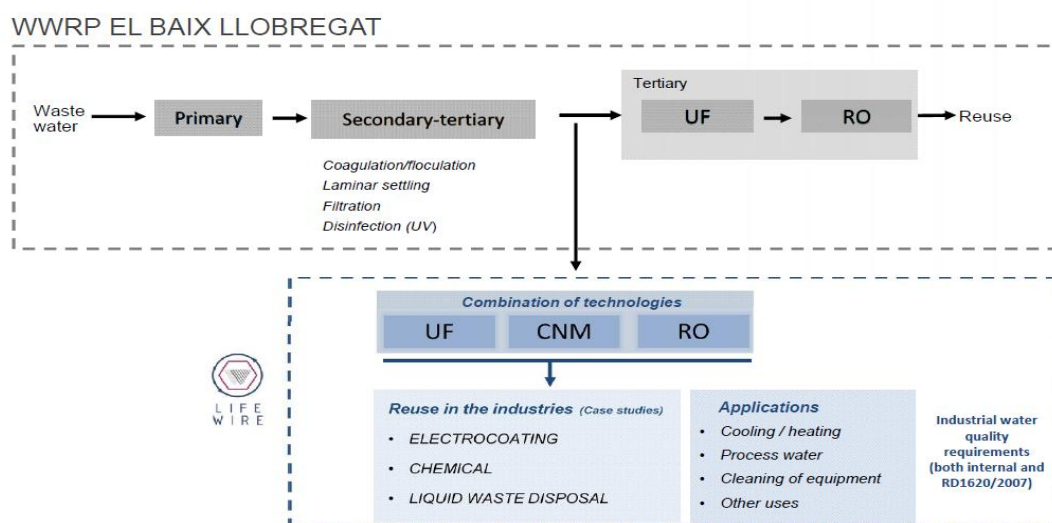 WWRP EL BAIX LLOBREGAT
Waste
water
Primary
Secondary-tertiary
Coagulation/floculation
Laminar settling
Filtration
Disinfection (UV)
Tertiary
UF
RO
Reuse
Combination of technologies
UF
CNM
RO
LIFE
WIRE
Reuse in the industries (Case studies)
• ELECTROCOATING
• CHEMICAL
• LIQUID WASTE DISPOSAL
Applications
• Cooling / heating
• Process water
• Cleaning of equipment
• Other uses
Industrial water
quality
requirements
(both internal and
RD1620/2007)